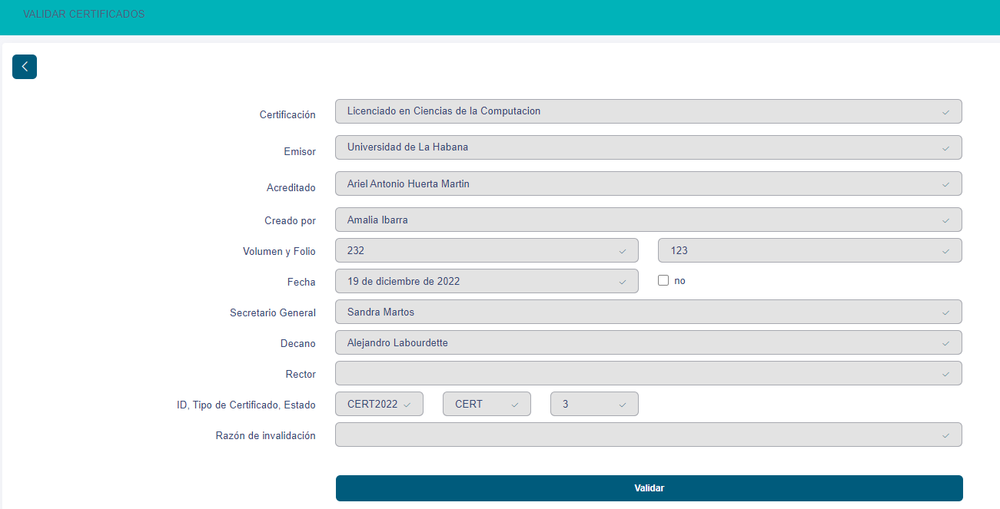 VALIDAR CERTIFICADOS
Certificación Licenciado en Ciencias de la Computacion
Emisor Universidad de La Habana
Acreditado Ariel Antonio Huerta Martin
Creado por Amalia Ibarra
Volumen y Folio 232 123
Fecha 19 de diciembre de 2022 no
Secretario General Sandra Martos
Decano Alejandro Labourdette
Rector
ID, Tipo de Certificado, Estado CERT2022 CERT 3
Razón de invalidación
Validar